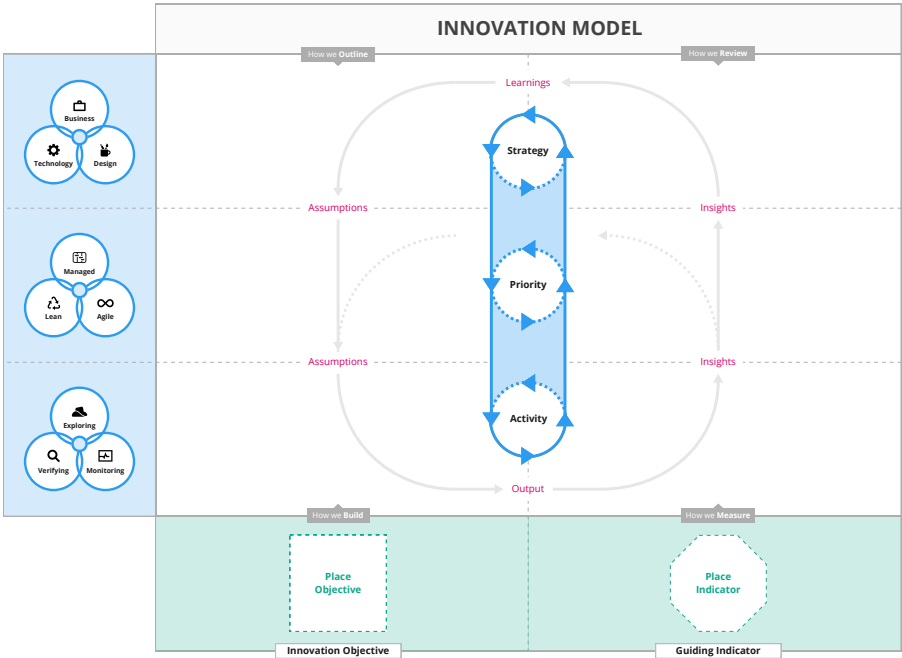 INNOVATION MODEL
How we Outline
How we Review
Learnings
Business
Technology
Design
Strategy
Assumptions
Insights
Managed
Lean
Agile
Priority
Assumptions
Insights
Exploring
Verifying
Monitoring
Activity
Output
How we Build
How we Measure
Place
Objective
Place
Indicator
Innovation Objective
Guiding Indicator